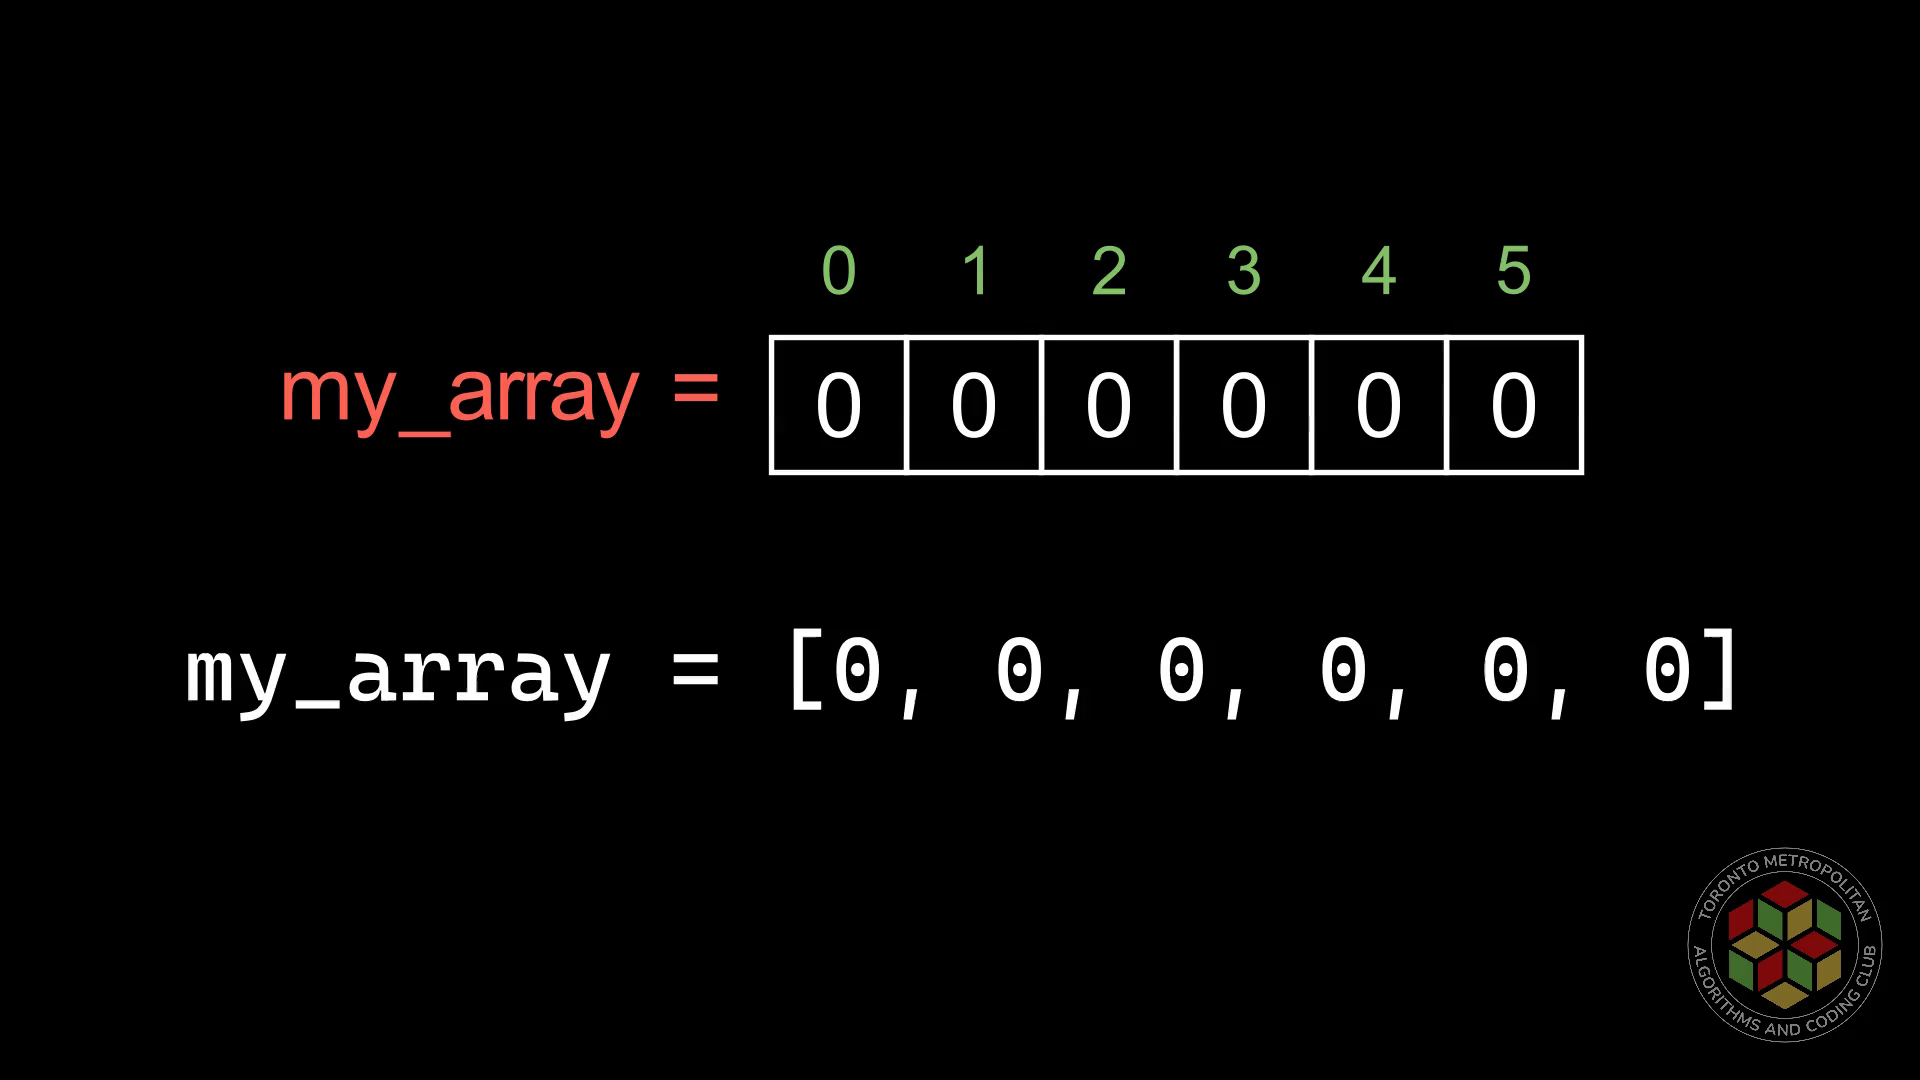 0 1 2 3 4 5
my_array = 0 0 0 0 0 0
my_array = [0, 0, 0, 0, 0, 0]
TORONTO METROPOLITAN
ALGORITHMS AND CODING CLUB